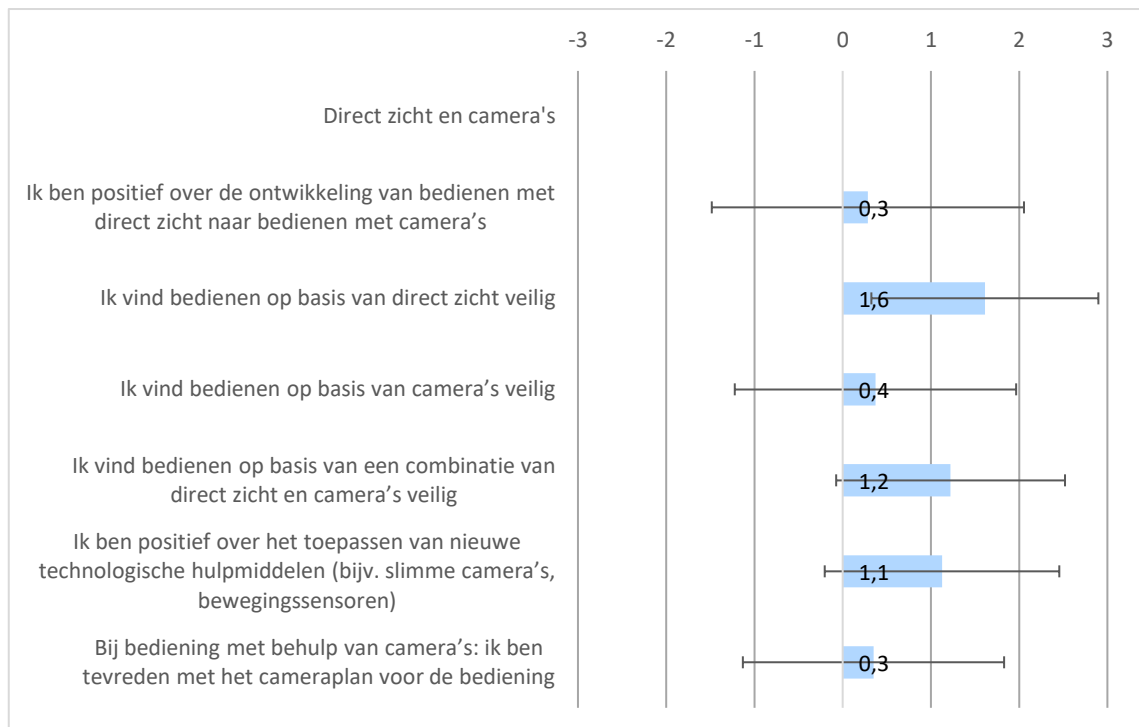 -3 -2 -1 0 1 2 3
Direct zicht en camera's
Ik ben positief over de ontwikkeling van bedienen met
direct zicht naar bedienen met camera’s
0,3
Ik vind bedienen op basis van direct zicht veilig
1,6
Ik vind bedienen op basis van camera’s veilig
0,4
Ik vind bedienen op basis van een combinatie van
direct zicht en camera’s veilig
1,2
Ik ben positief over het toepassen van nieuwe
technologische hulpmiddelen (bijv. slimme camera’s,
bewegingssensoren)
1,1
Bij bediening met behulp van camera’s: ik ben
tevreden met het cameraplan voor de bediening
0,3